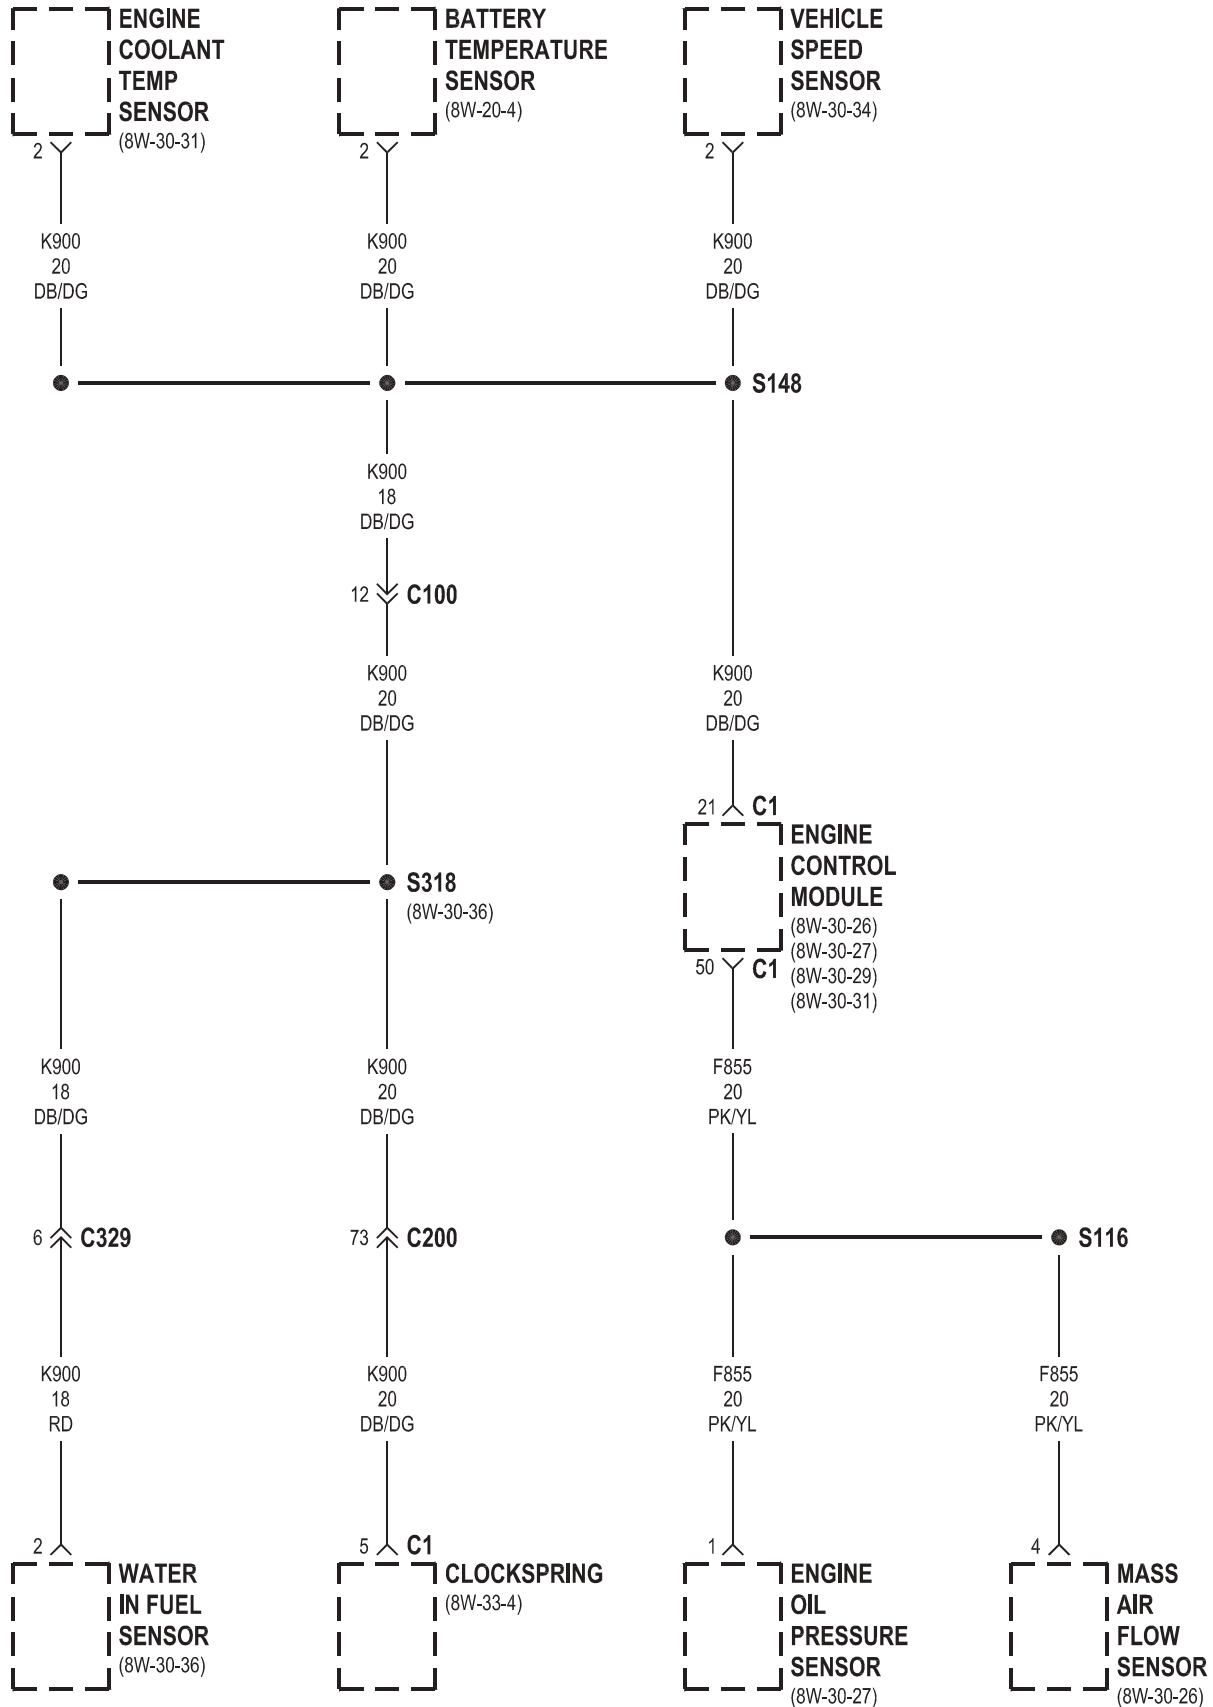 ENGINE
COOLANT
TEMP
SENSOR
(8W-30-31)
BATTERY
TEMPERATURE
SENSOR
(8W-20-4)
VEHICLE
SPEED
SENSOR
(8W-30-34)
2
2
2
K900
20
DB/DG
K900
20
DB/DG
K900
20
DB/DG
S148
K900
18
DB/DG
12 C100
K900
20
DB/DG
K900
20
DB/DG
21 C1
ENGINE
CONTROL
MODULE
(8W-30-26)
(8W-30-27)
(8W-30-29)
(8W-30-31)
S318
(8W-30-36)
50 C1
K900
18
DB/DG
K900
20
DB/DG
F855
20
PK/YL
6 C329
73 C200
S116
K900
18
RD
K900
20
DB/DG
F855
20
PK/YL
F855
20
PK/YL
2
5 C1
1
4
WATER
IN FUEL
SENSOR
(8W-30-36)
CLOCKSPRING
(8W-33-4)
ENGINE
OIL
PRESSURE
SENSOR
(8W-30-27)
MASS
AIR
FLOW
SENSOR
(8W-30-26)